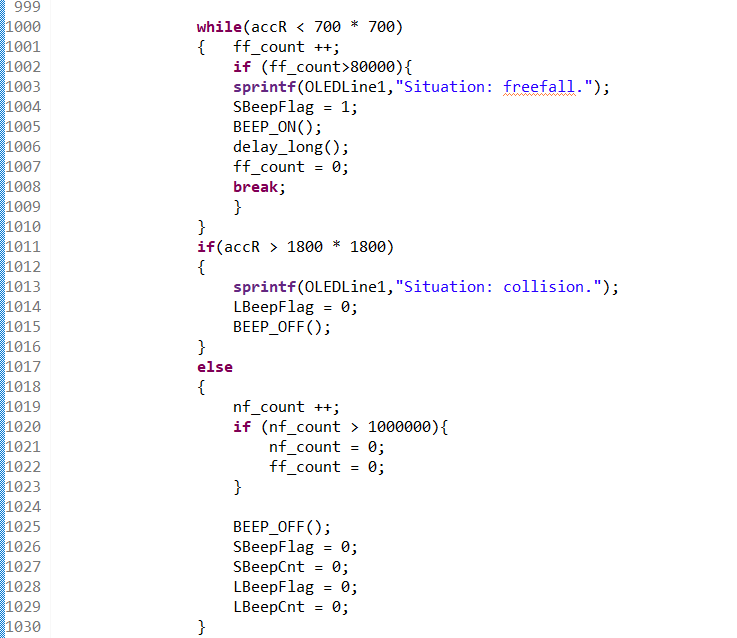 999
1000 while(accR < 700 * 700)
1001 { ff_count ++;
1002 if (ff_count>80000){
1003 sprintf(OLEDLine1,"Situation: freefall.");
1004 SBeepFlag = 1;
1005 BEEP_ON();
1006 delay_long();
1007 ff_count = 0;
1008 break;
1009 }
1010 }
1011 if(accR > 1800 * 1800)
1012 {
1013 sprintf(OLEDLine1,"Situation: collision.");
1014 LBeepFlag = 0;
1015 BEEP_OFF();
1016 }
1017 else
1018 {
1019 nf_count ++;
1020 if (nf_count > 1000000){
1021 nf_count = 0;
1022 ff_count = 0;
1023 }
1024
1025 BEEP_OFF();
1026 SBeepFlag = 0;
1027 SBeepCnt = 0;
1028 LBeepFlag = 0;
1029 LBeepCnt = 0;
1030 }